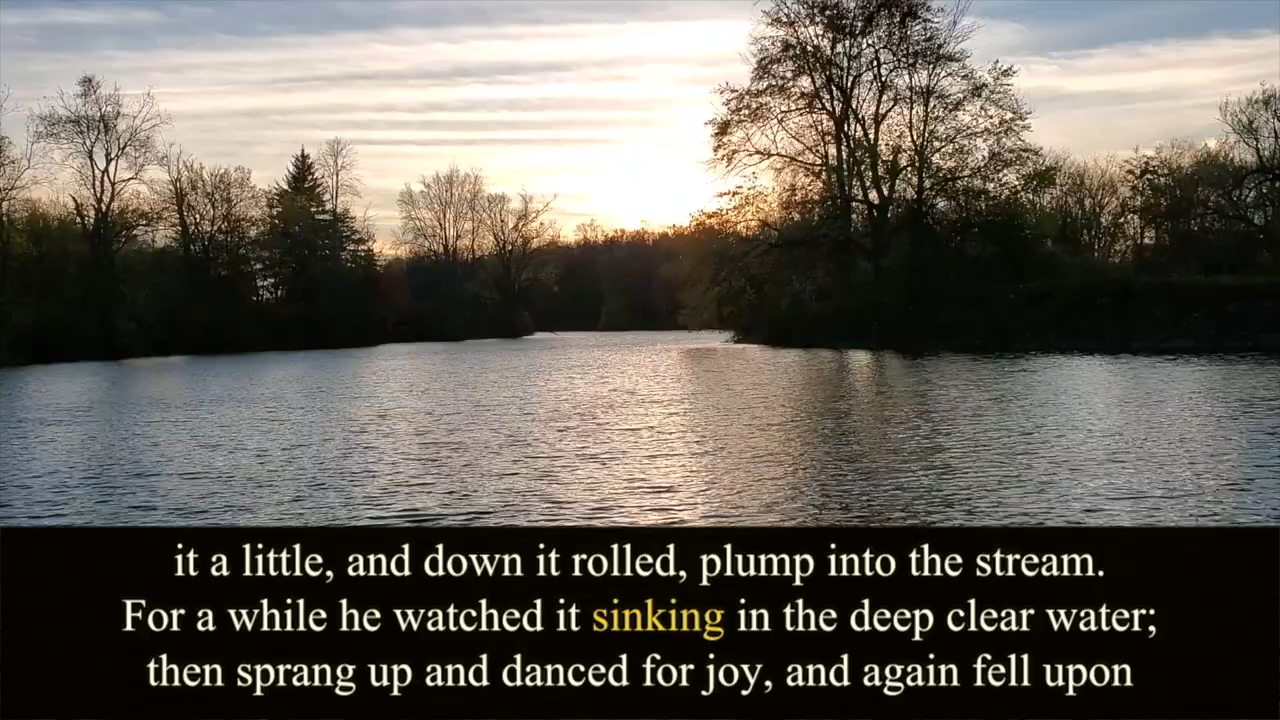 it a little, and down it rolled, plump into the stream.
For a while he watched it sinking in the deep clear water;
then sprang up and danced for joy, and again fell upon